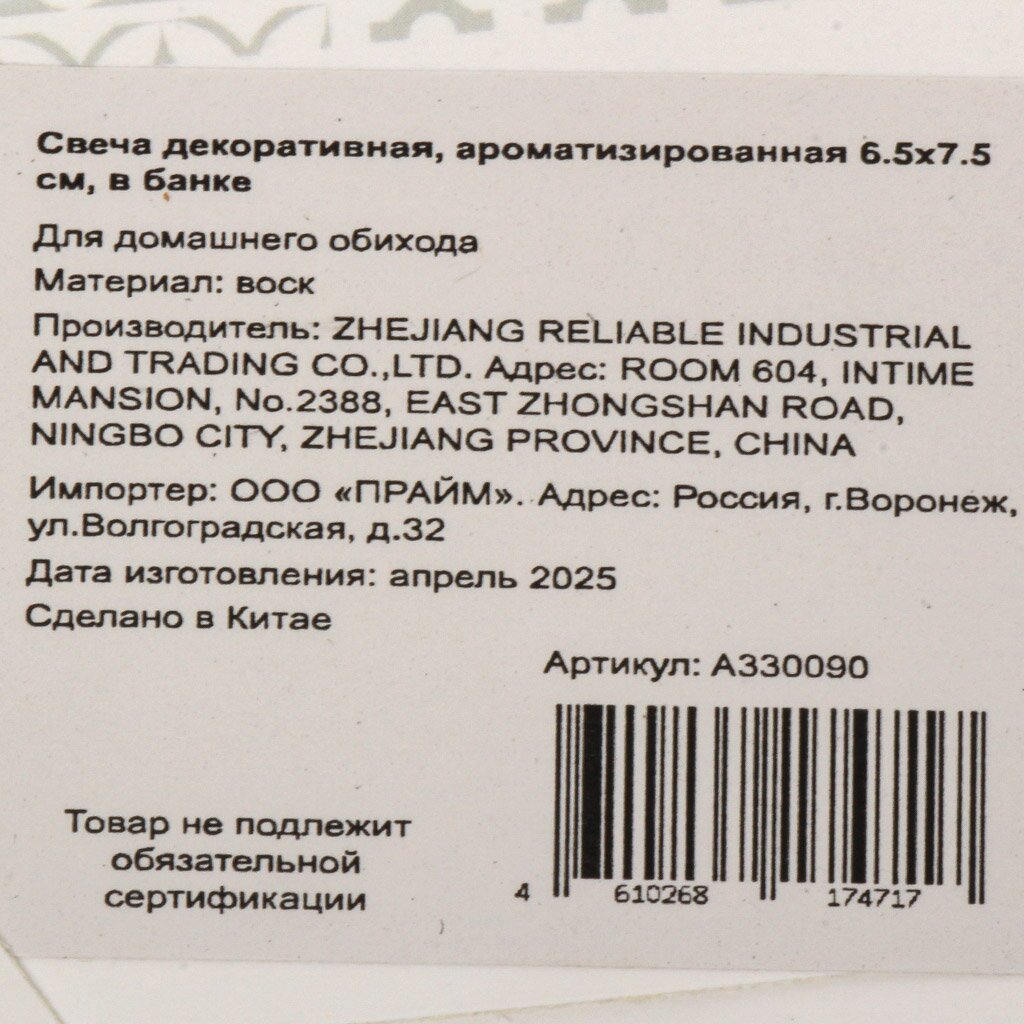 Свеча декоративная, ароматизированная 6.5х7.5
см, в банке
Для домашнего обихода
Материал: воск
Производитель: ZHEJIANG RELIABLE INDUSTRIAL
AND TRADING CO.,LTD. Адрес: ROOM 604, INTIME
MANSION, No.2388, EAST ZHONGSHAN ROAD,
NINGBO CITY, ZHEJIANG PROVINCE, CHINA
Импортер: ООО «ПРАЙМ». Адрес: Россия, г.Воронеж,
ул.Волгоградская, д.32
Дата изготовления: апрель 2025
Сделано в Китае
Артикул: A330090
4 610268 174717
Товар не подлежит
обязательной
сертификации